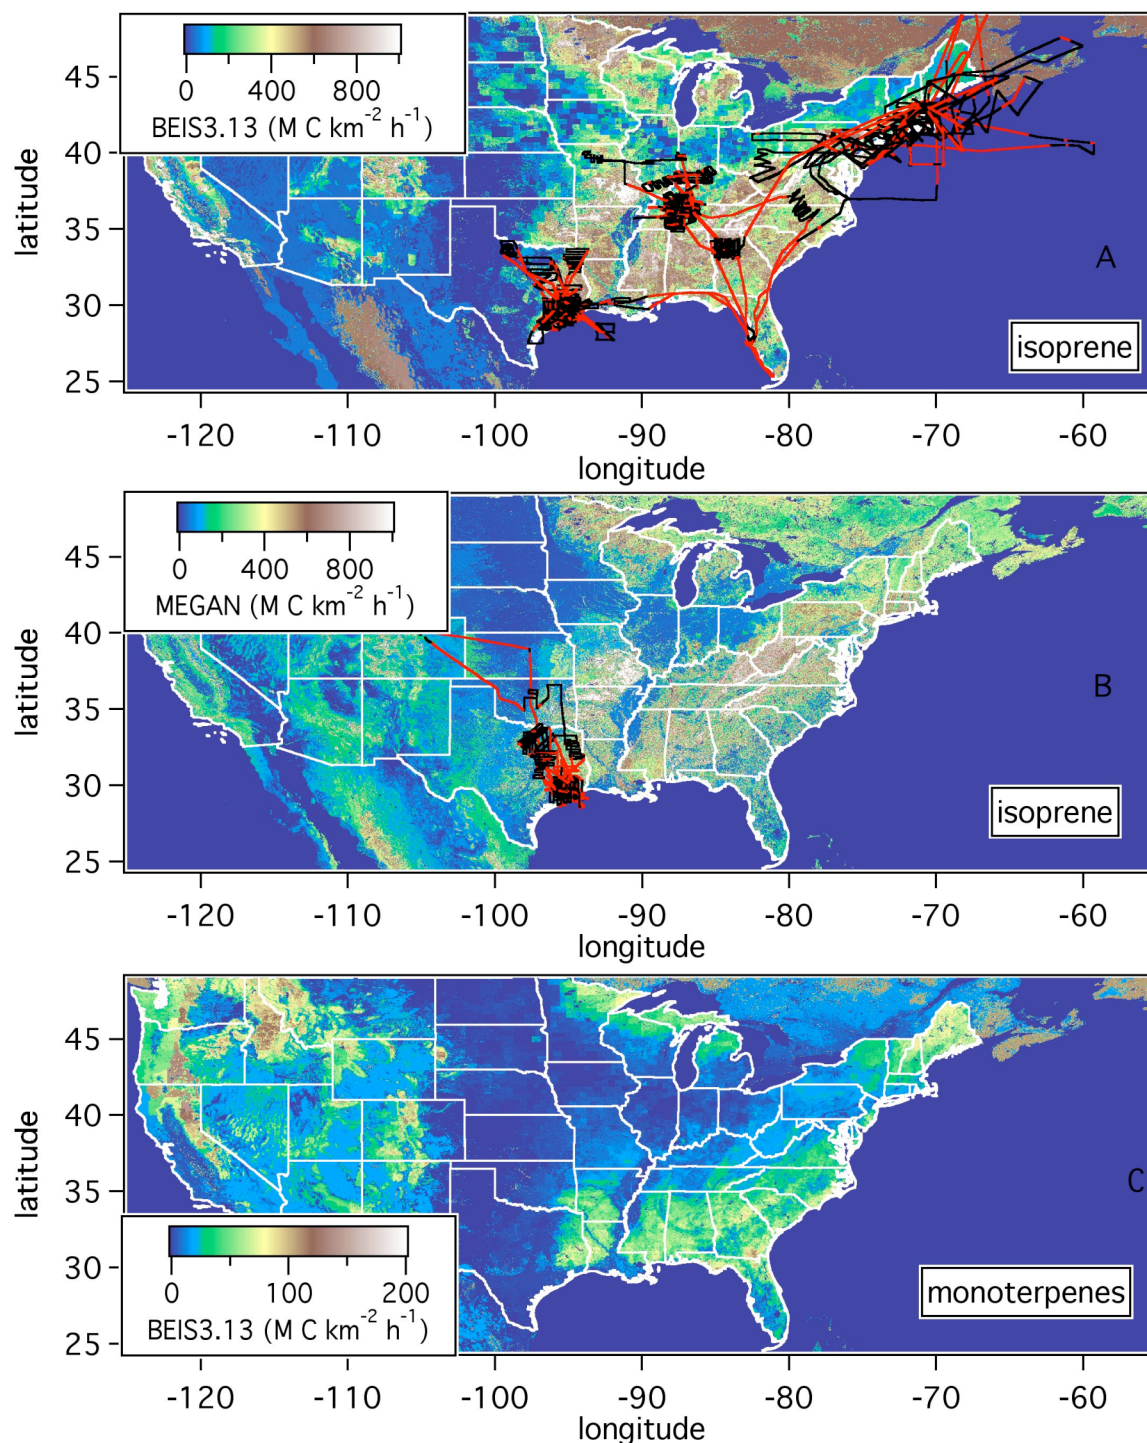 0 400 800
BEIS3.13 (M C km-2 h-1)
45
40
35
30
25
latitude
A
isoprene
-120 -110 -100 -90 -80 -70 -60
longitude
0 400 800
MEGAN (M C km-2 h-1)
45
40
35
30
25
latitude
B
isoprene
-120 -110 -100 -90 -80 -70 -60
longitude
45
40
35
30
25
latitude
C
0 100 200
BEIS3.13 (M C km-2 h-1)
monoterpenes
-120 -110 -100 -90 -80 -70 -60
longitude